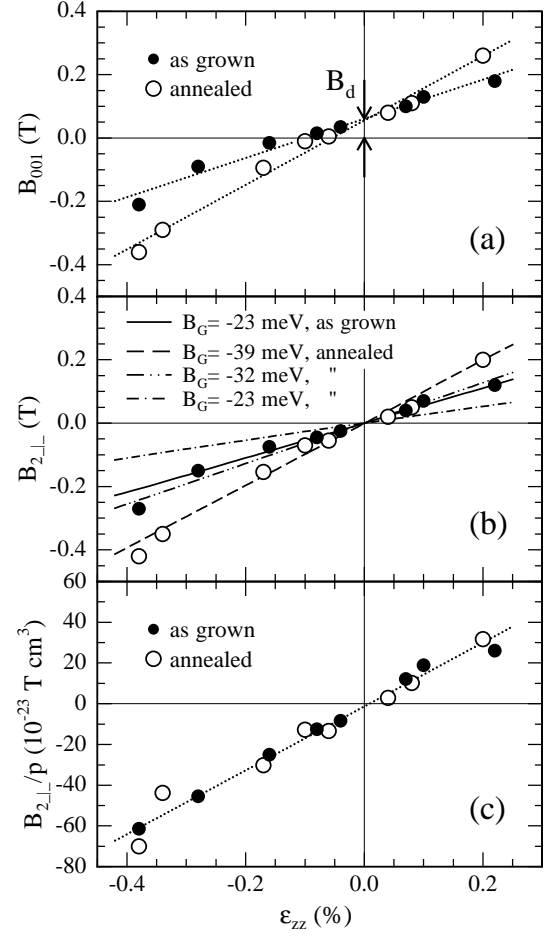 0.4
as grown
annealed
B_d
0.2
0.0
B_001 (T)
-0.2
(a)
-0.4
0.4
B_G= -23 meV, as grown
B_G= -39 meV, annealed
B_G= -32 meV, "
B_G= -23 meV, "
0.2
0.0
B_2_|_ (T)
-0.2
(b)
-0.4
60
as grown
annealed
40
20
0
B_2_|_/p (10^-23 T cm^3)
-20
-40
-60
(c)
-80
-0.4 -0.2 0.0 0.2
ε_zz (%)